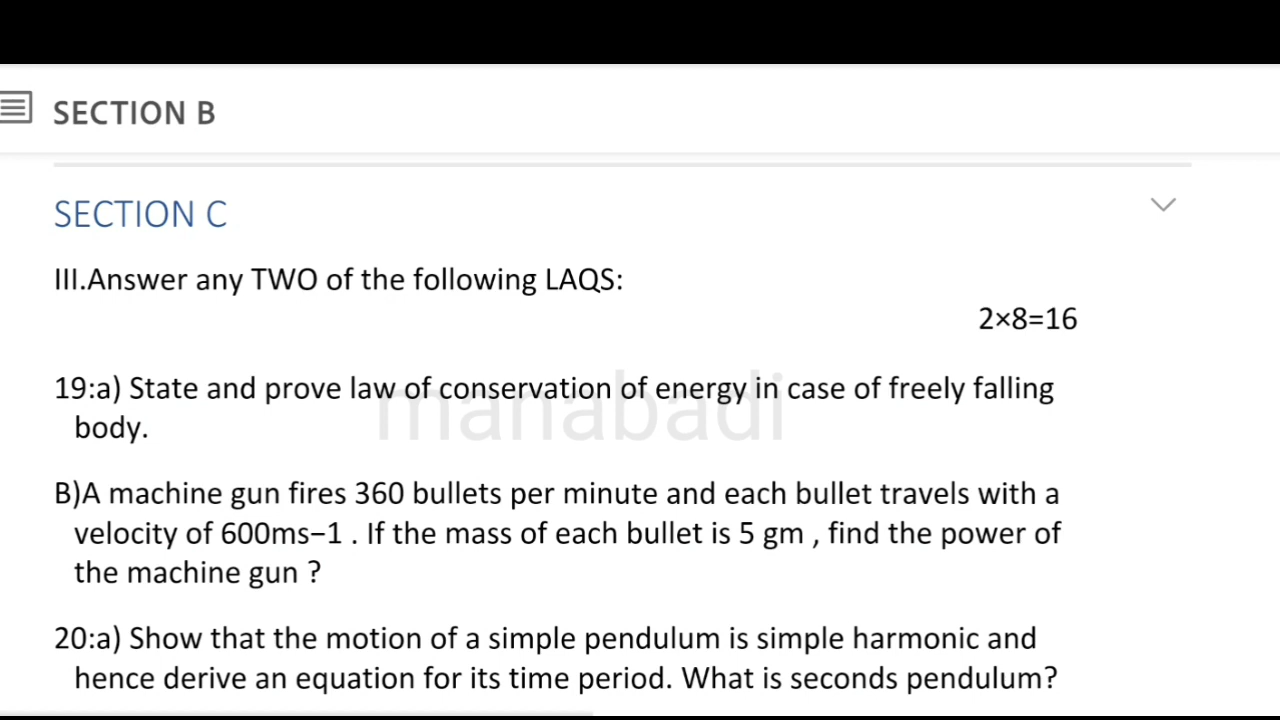 SECTION B
SECTION C
III.Answer any TWO of the following LAQS:
2×8=16
manabadi
19:a) State and prove law of conservation of energy in case of freely falling
body.
B)A machine gun fires 360 bullets per minute and each bullet travels with a
velocity of 600ms−1 . If the mass of each bullet is 5 gm , find the power of
the machine gun ?
20:a) Show that the motion of a simple pendulum is simple harmonic and
hence derive an equation for its time period. What is seconds pendulum?